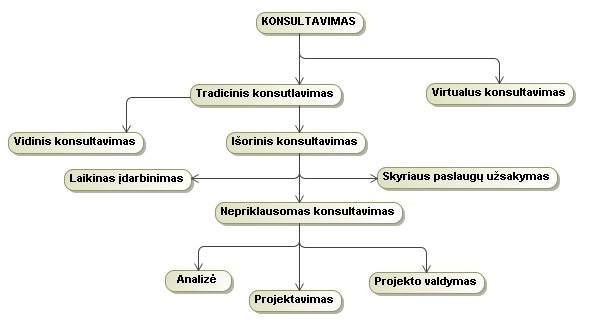 KONSULTAVIMAS
Tradicinis konsutlavimas
Virtualus konsultavimas
Vidinis konsultavimas
Išorinis konsultavimas
Laikinas įdarbinimas
Skyriaus paslaugų užsakymas
Nepriklausomas konsultavimas
Analizė
Projektavimas
Projekto valdymas